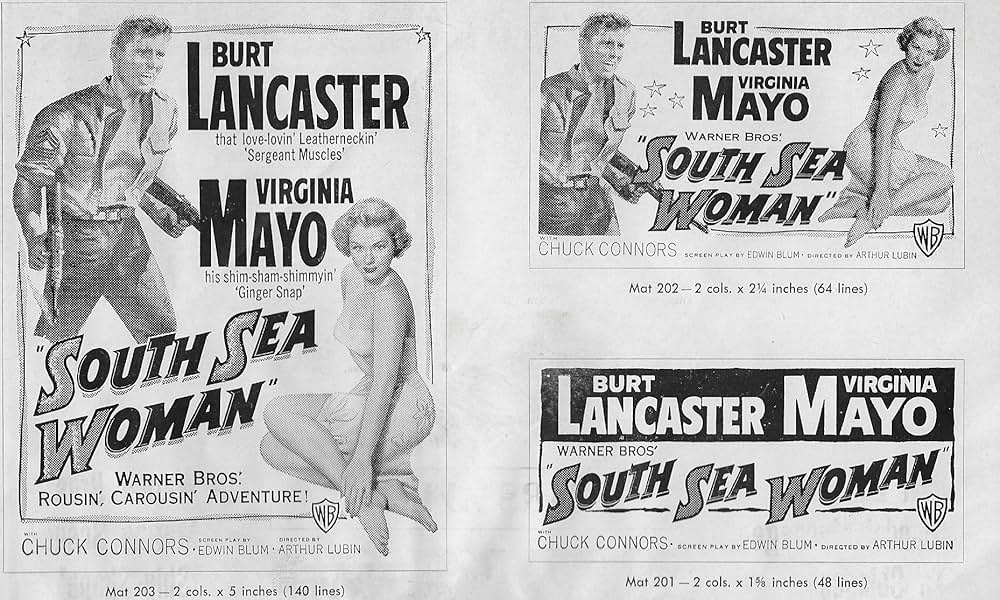 BURT
LANCASTER
that love-lovin' Leatherneckin'
'Sergeant Muscles'
VIRGINIA
MAYO
his shim-sham-shimmyin'
'Ginger Snap'
"SOUTH SEA
WOMAN"
WARNER BROS.'
ROUSIN', CAROUSIN' ADVENTURE!
WB
WITH CHUCK CONNORS · SCREEN PLAY BY EDWIN BLUM · DIRECTED BY ARTHUR LUBIN
Mat 203—2 cols. x 5 inches (140 lines)
BURT
LANCASTER
VIRGINIA
MAYO
WARNER BROS.'
"SOUTH SEA
WOMAN"
WB
WITH
CHUCK CONNORS SCREEN PLAY BY EDWIN BLUM · DIRECTED BY ARTHUR LUBIN
Mat 202—2 cols. x 2¼ inches (64 lines)
BURT LANCASTER VIRGINIA MAYO
WARNER BROS.'
"SOUTH SEA WOMAN"
WB
WITH
CHUCK CONNORS · SCREEN PLAY BY EDWIN BLUM · DIRECTED BY ARTHUR LUBIN
Mat 201—2 cols. x 1⅝ inches (48 lines)